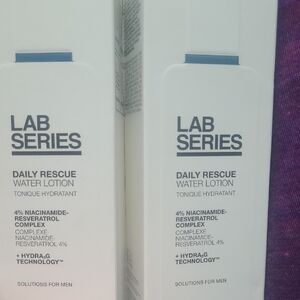 LAB
SERIES
DAILY RESCUE
WATER LOTION
TONIQUE HYDRATANT
4% NIACINAMIDE-
RESVERATROL
COMPLEX
COMPLEXE
NIACINAMIDE-
RESVÉRATROL 4%
+ HYDRA2G
TECHNOLOGY™
SOLUTIONS FOR MEN
LAB
SERIES
DAILY RESCUE
WATER LOTION
TONIQUE HYDRATANT
4% NIACINAMIDE-
RESVERATROL
COMPLEX
COMPLEXE
NIACINAMIDE-
RESVÉRATROL 4%
+ HYDRA2G
TECHNOLOGY™
SOLUTIONS FOR MEN